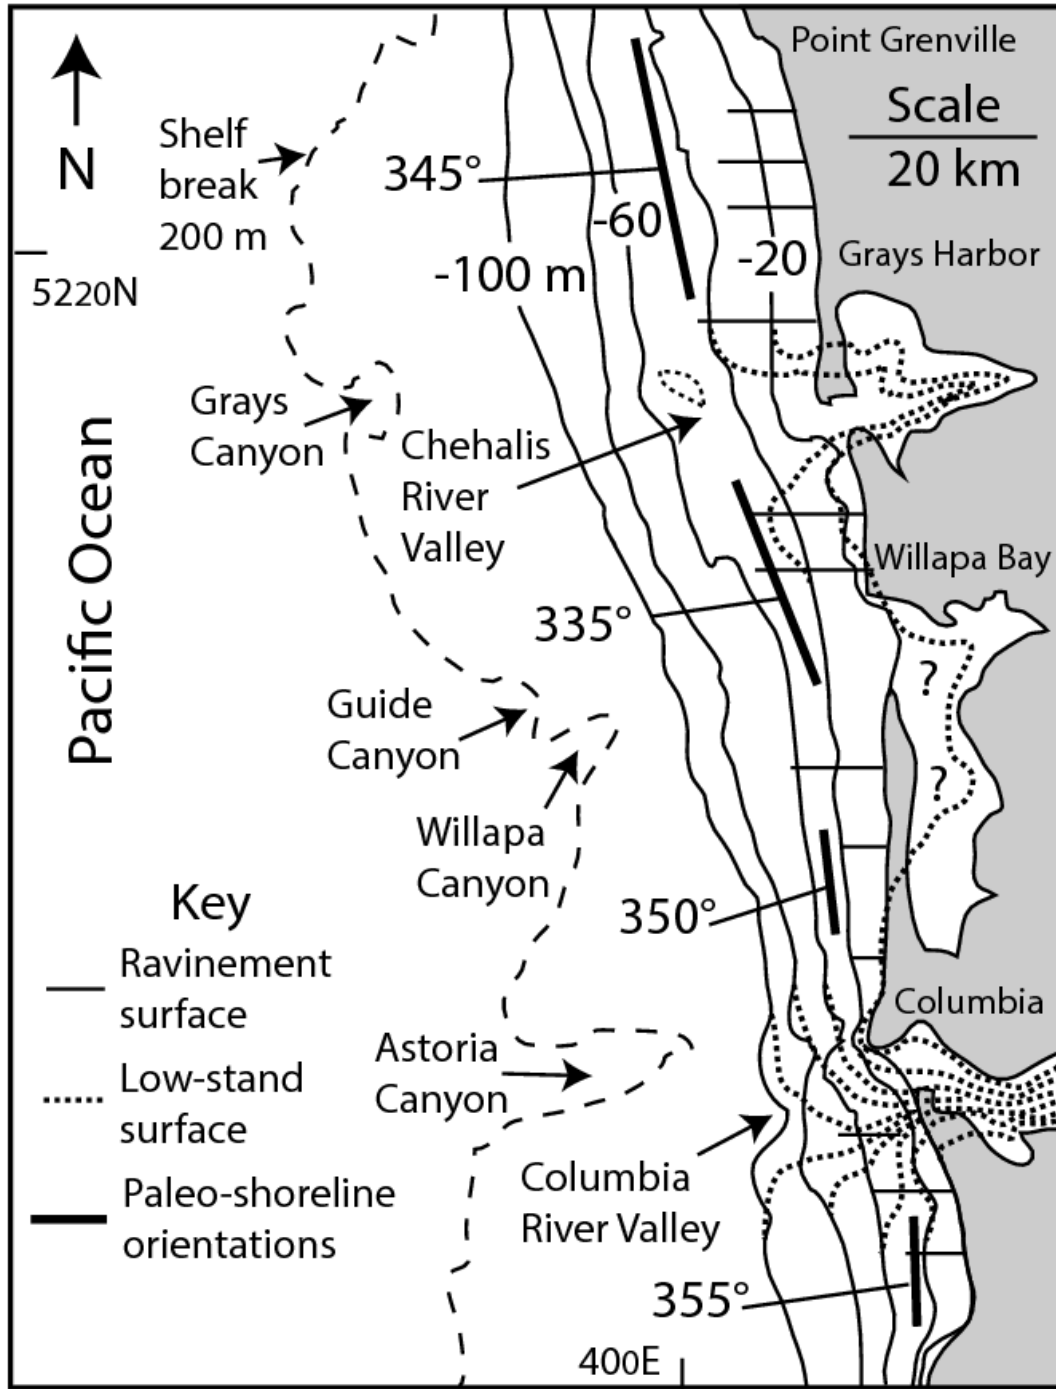 Point Grenville
Scale
20 km
N
Shelf
break
200 m
345°
-60
-20
Grays Harbor
-100 m
5220N
Grays
Canyon
Chehalis
River
Valley
Pacific Ocean
Willapa Bay
335°
?
Guide
Canyon
?
Willapa
Canyon
350°
Key
Ravinement
surface
Low-stand
surface
Paleo-shoreline
orientations
Columbia
Astoria
Canyon
Columbia
River Valley
355°
400E